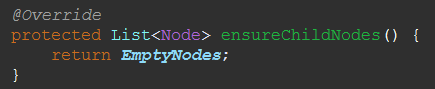 @Override
protected List<Node> ensureChildNodes() {
    return EmptyNodes;
}